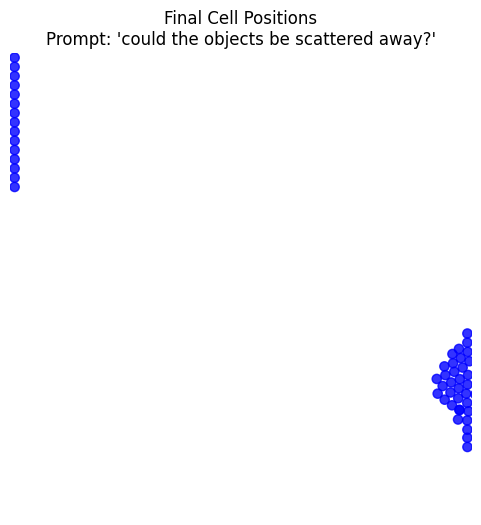 Final Cell Positions
Prompt: 'could the objects be scattered away?'